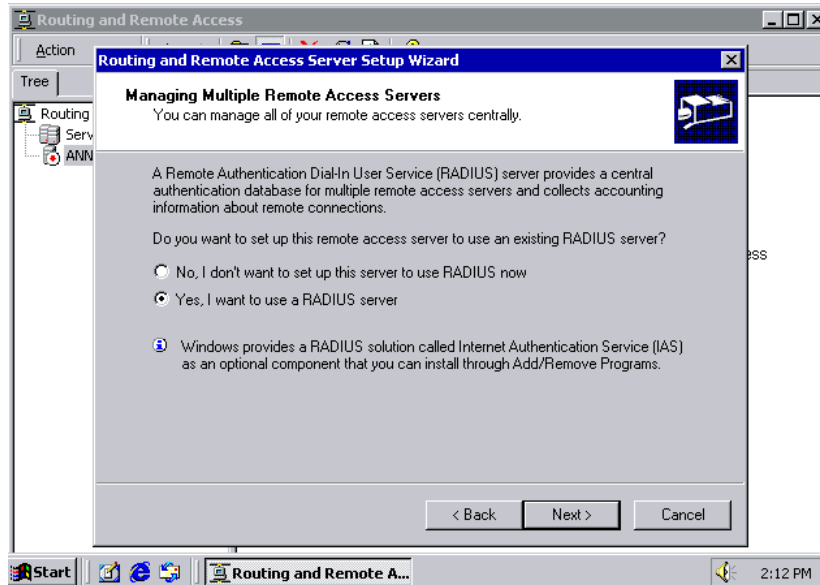 Routing and Remote Access
Action
Tree
Routing
Serv
ANN
ess
Routing and Remote Access Server Setup Wizard
Managing Multiple Remote Access Servers
You can manage all of your remote access servers centrally.
A Remote Authentication Dial-In User Service (RADIUS) server provides a central
authentication database for multiple remote access servers and collects accounting
information about remote connections.
Do you want to set up this remote access server to use an existing RADIUS server?
No, I don't want to set up this server to use RADIUS now
Yes, I want to use a RADIUS server
Windows provides a RADIUS solution called Internet Authentication Service (IAS)
as an optional component that you can install through Add/Remove Programs.
< Back
Next >
Cancel
Start
Routing and Remote A...
2:12 PM